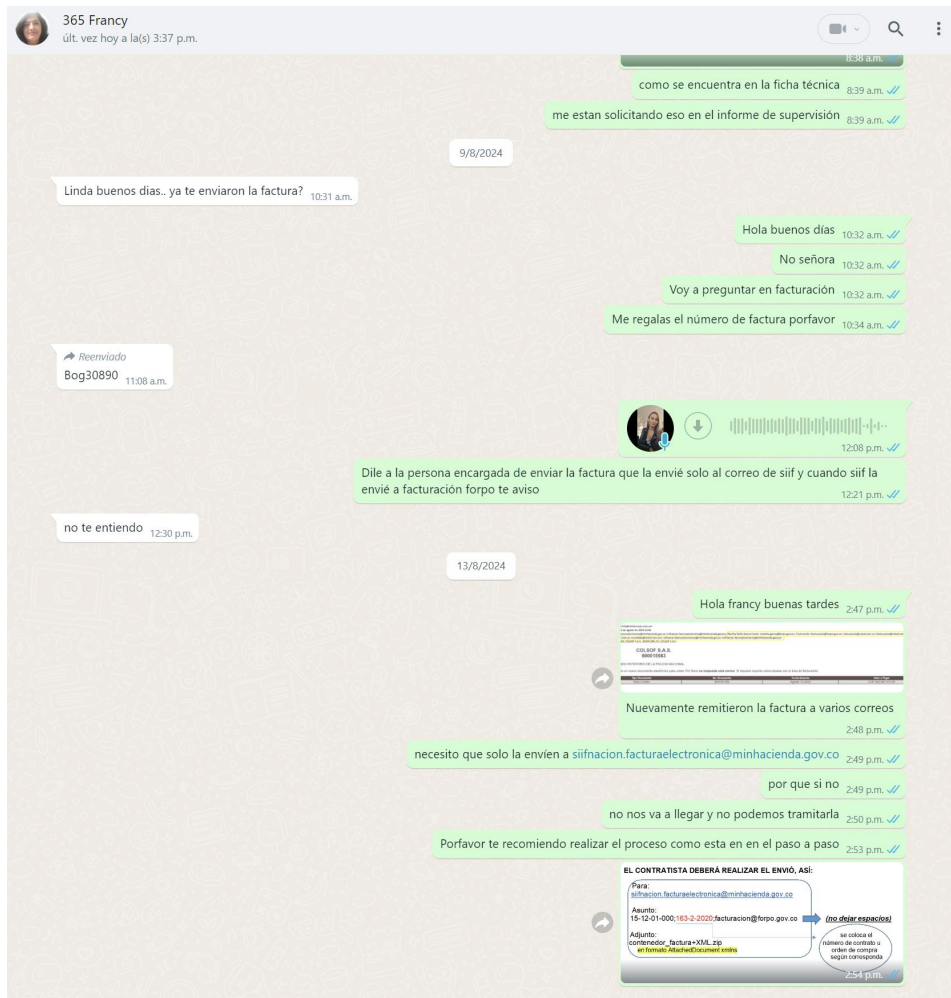 365 Francy
últ. vez hoy a la(s) 3:37 p.m.
8:38 a.m.
como se encuentra en la ficha técnica 8:39 a.m.
me estan solicitando eso en el informe de supervisión 8:39 a.m.
9/8/2024
Linda buenos dias.. ya te enviaron la factura? 10:31 a.m.
Hola buenos días 10:32 a.m.
No señora 10:32 a.m.
Voy a preguntar en facturación 10:32 a.m.
Me regalas el número de factura porfavor 10:34 a.m.
Reenviado
Bog30890 11:08 a.m.
12:08 p.m.
Dile a la persona encargada de enviar la factura que la envié solo al correo de siif y cuando siif la
envié a facturación forpo te aviso 12:21 p.m.
no te entiendo 12:30 p.m.
13/8/2024
Hola francy buenas tardes 2:47 p.m.
COLSOF S.A.S.
800015583
Nuevamente remitieron la factura a varios correos
2:48 p.m.
necesito que solo la envíen a siifnacion.facturaelectronica@minhacienda.gov.co 2:49 p.m.
por que si no 2:49 p.m.
no nos va a llegar y no podemos tramitarla 2:50 p.m.
Porfavor te recomiendo realizar el proceso como esta en en el paso a paso 2:53 p.m.
EL CONTRATISTA DEBERÁ REALIZAR EL ENVIÓ, ASÍ:
Para:
siifnacion.facturaelectronica@minhacienda.gov.co
Asunto:
15-12-01-000;163-2-2020;facturacion@forpo.gov.co (no dejar espacios)
Adjunto:
contenedor_factura+XML.zip
en formato AttachedDocument xmlns
se coloca el
número de contrato u
orden de compra
según corresponda
2:54 p.m.